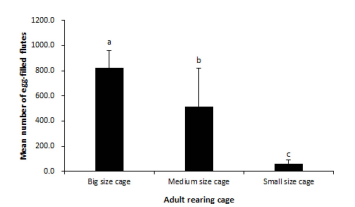 1200.0
1000.0
800.0
600.0
400.0
200.0
0.0
Mean number of egg-filled flutes
a
b
c
Big size cage
Medium size cage
Small size cage
Adult rearing cage